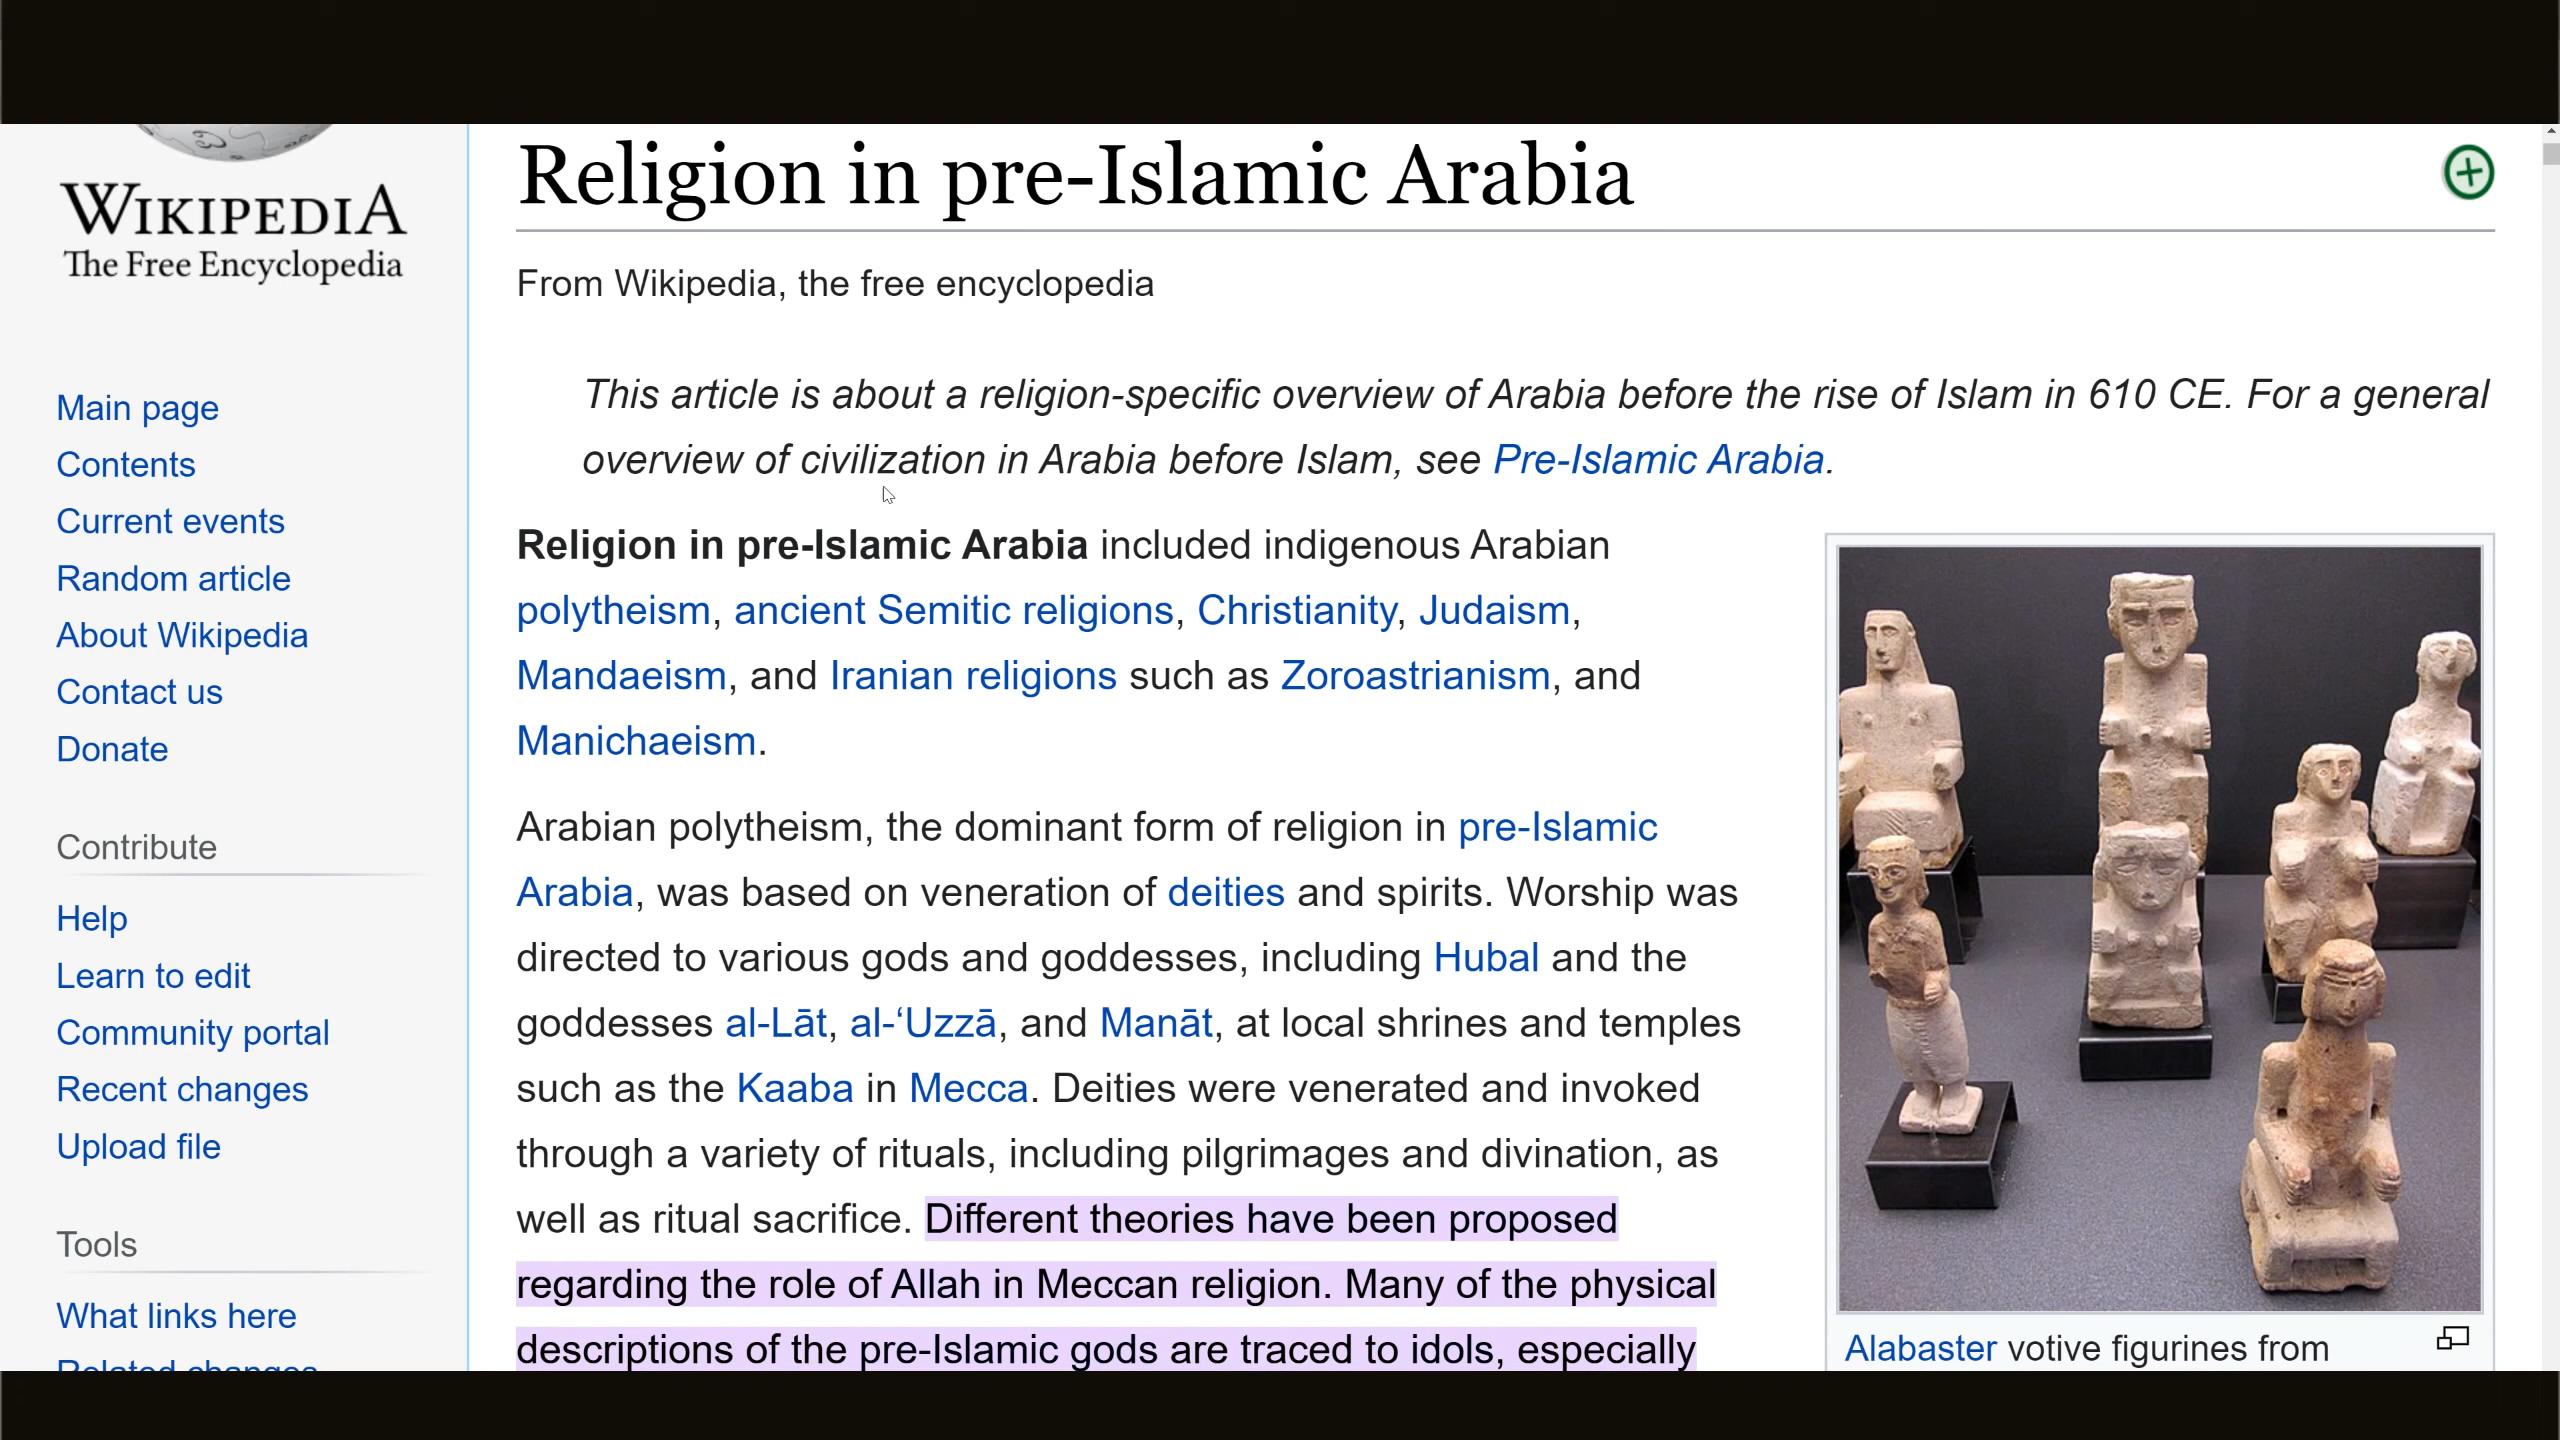 WIKIPEDIA
The Free Encyclopedia
Main page
Contents
Current events
Random article
About Wikipedia
Contact us
Donate
Contribute
Help
Learn to edit
Community portal
Recent changes
Upload file
Tools
What links here
Related changes
Religion in pre-Islamic Arabia
From Wikipedia, the free encyclopedia
This article is about a religion-specific overview of Arabia before the rise of Islam in 610 CE. For a general
overview of civilization in Arabia before Islam, see Pre-Islamic Arabia.
Religion in pre-Islamic Arabia included indigenous Arabian
polytheism, ancient Semitic religions, Christianity, Judaism,
Mandaeism, and Iranian religions such as Zoroastrianism, and
Manichaeism.
Arabian polytheism, the dominant form of religion in pre-Islamic
Arabia, was based on veneration of deities and spirits. Worship was
directed to various gods and goddesses, including Hubal and the
goddesses al-Lāt, al-‘Uzzā, and Manāt, at local shrines and temples
such as the Kaaba in Mecca. Deities were venerated and invoked
through a variety of rituals, including pilgrimages and divination, as
well as ritual sacrifice. Different theories have been proposed
regarding the role of Allah in Meccan religion. Many of the physical
descriptions of the pre-Islamic gods are traced to idols, especially
Alabaster votive figurines from